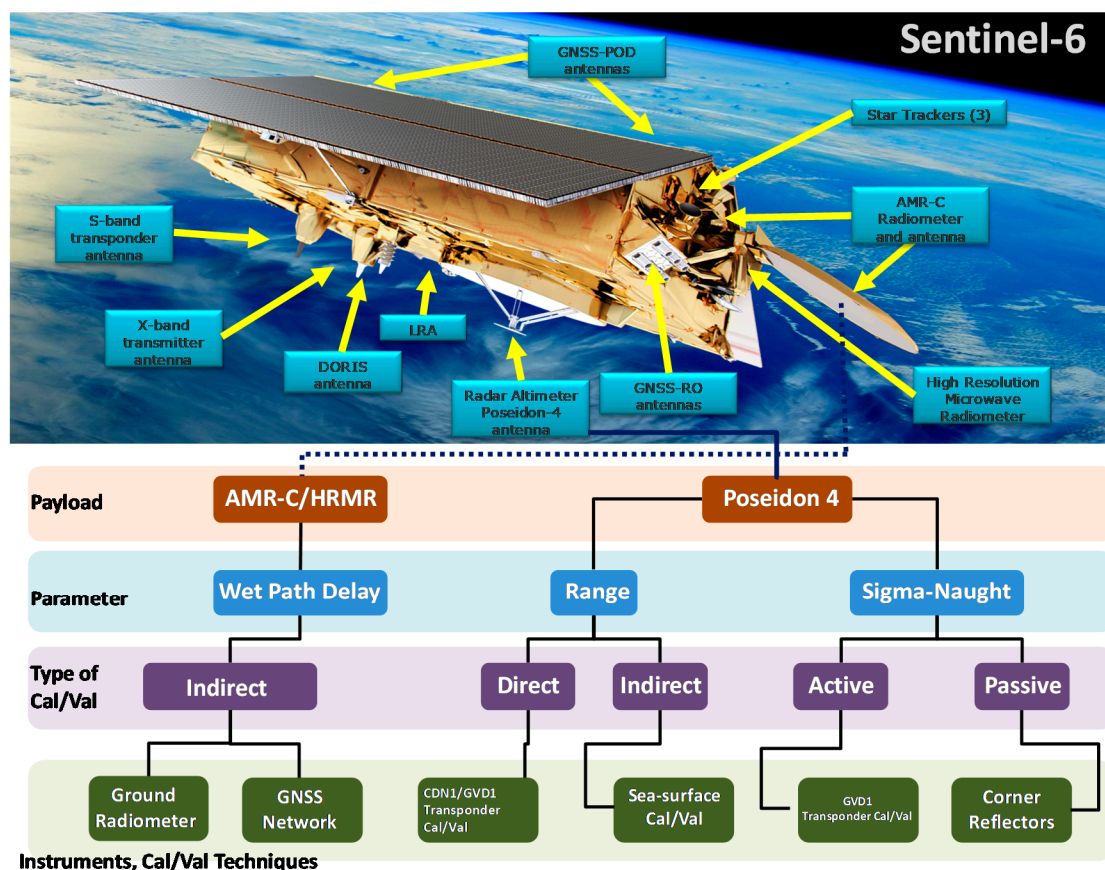 Sentinel-6
GNSS-POD
antennas
Star Trackers (3)
AMR-C
Radiometer
and antenna
S-band
transponder
antenna
X-band
transmitter
antenna
LRA
DORIS
antenna
Radar Altimeter
Poseidon-4
antenna
GNSS-RO
antennas
High Resolution
Microwave
Radiometer
Payload
AMR-C/HRMR
Poseidon 4
Parameter
Wet Path Delay
Range
Sigma-Naught
Type of
Cal/Val
Indirect
Direct
Indirect
Active
Passive
Ground
Radiometer
GNSS
Network
CDN1/GVD1
Transponder
Cal/Val
Sea-surface
Cal/Val
GVD1
Transponder Cal/Val
Corner
Reflectors
Instruments, Cal/Val Techniques